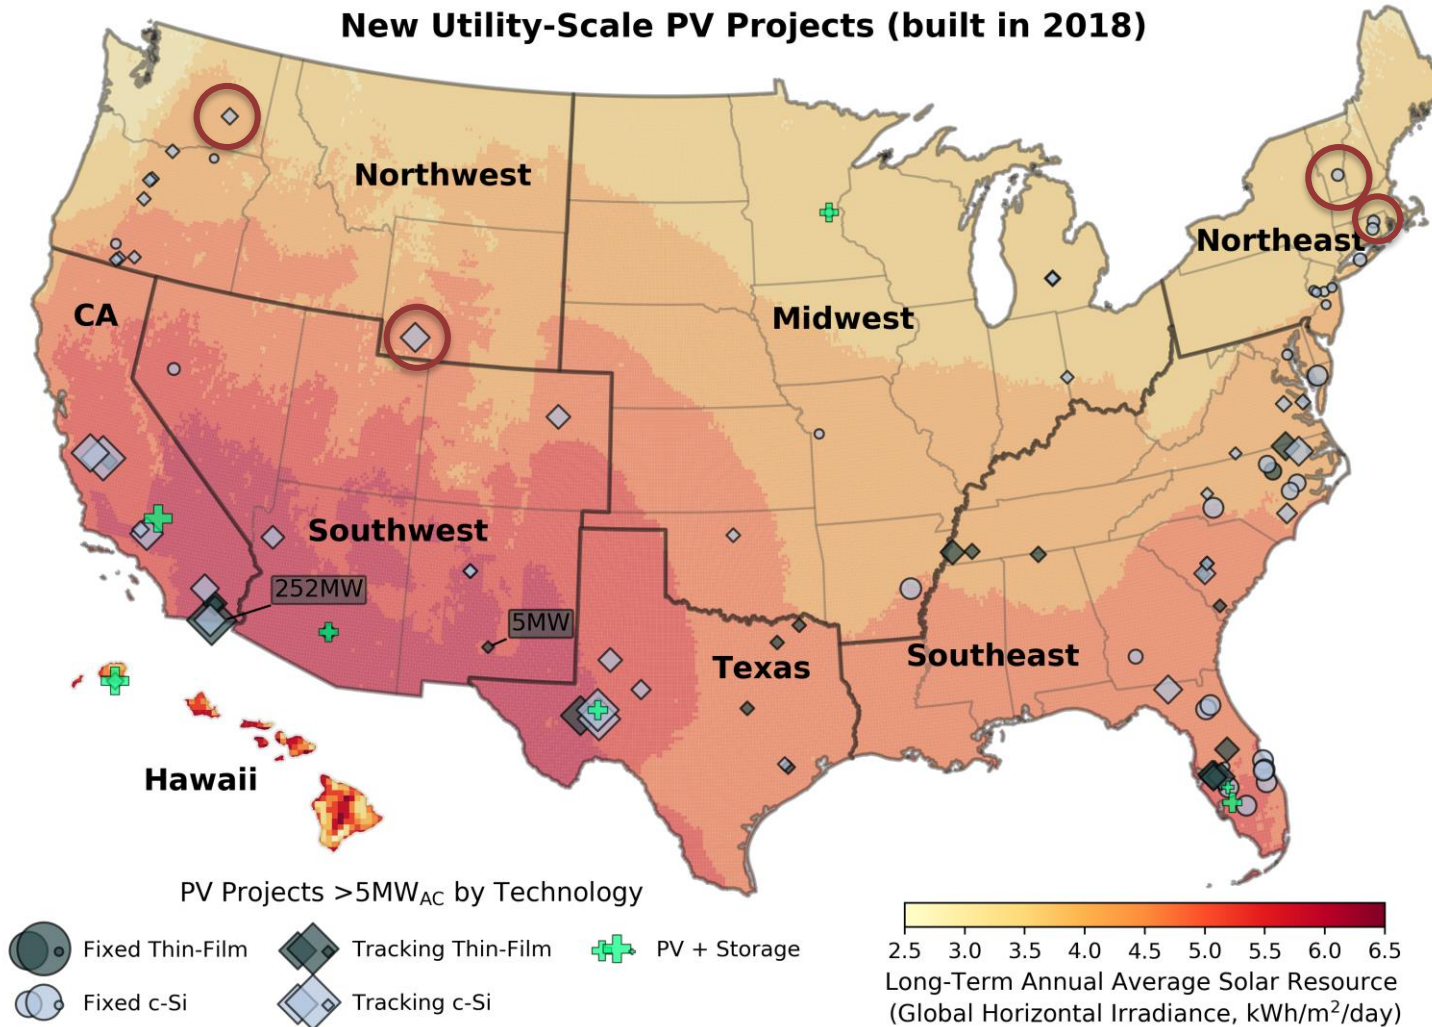 New Utility-Scale PV Projects (built in 2018)
Northwest
Northeast
CA
Midwest
Southwest
252MW
5MW
Texas
Southeast
Hawaii
PV Projects >5MW_AC by Technology
Fixed Thin-Film
Tracking Thin-Film
PV + Storage
Fixed c-Si
Tracking c-Si
2.5 3.0 3.5 4.0 4.5 5.0 5.5 6.0 6.5
Long-Term Annual Average Solar Resource
(Global Horizontal Irradiance, kWh/m²/day)